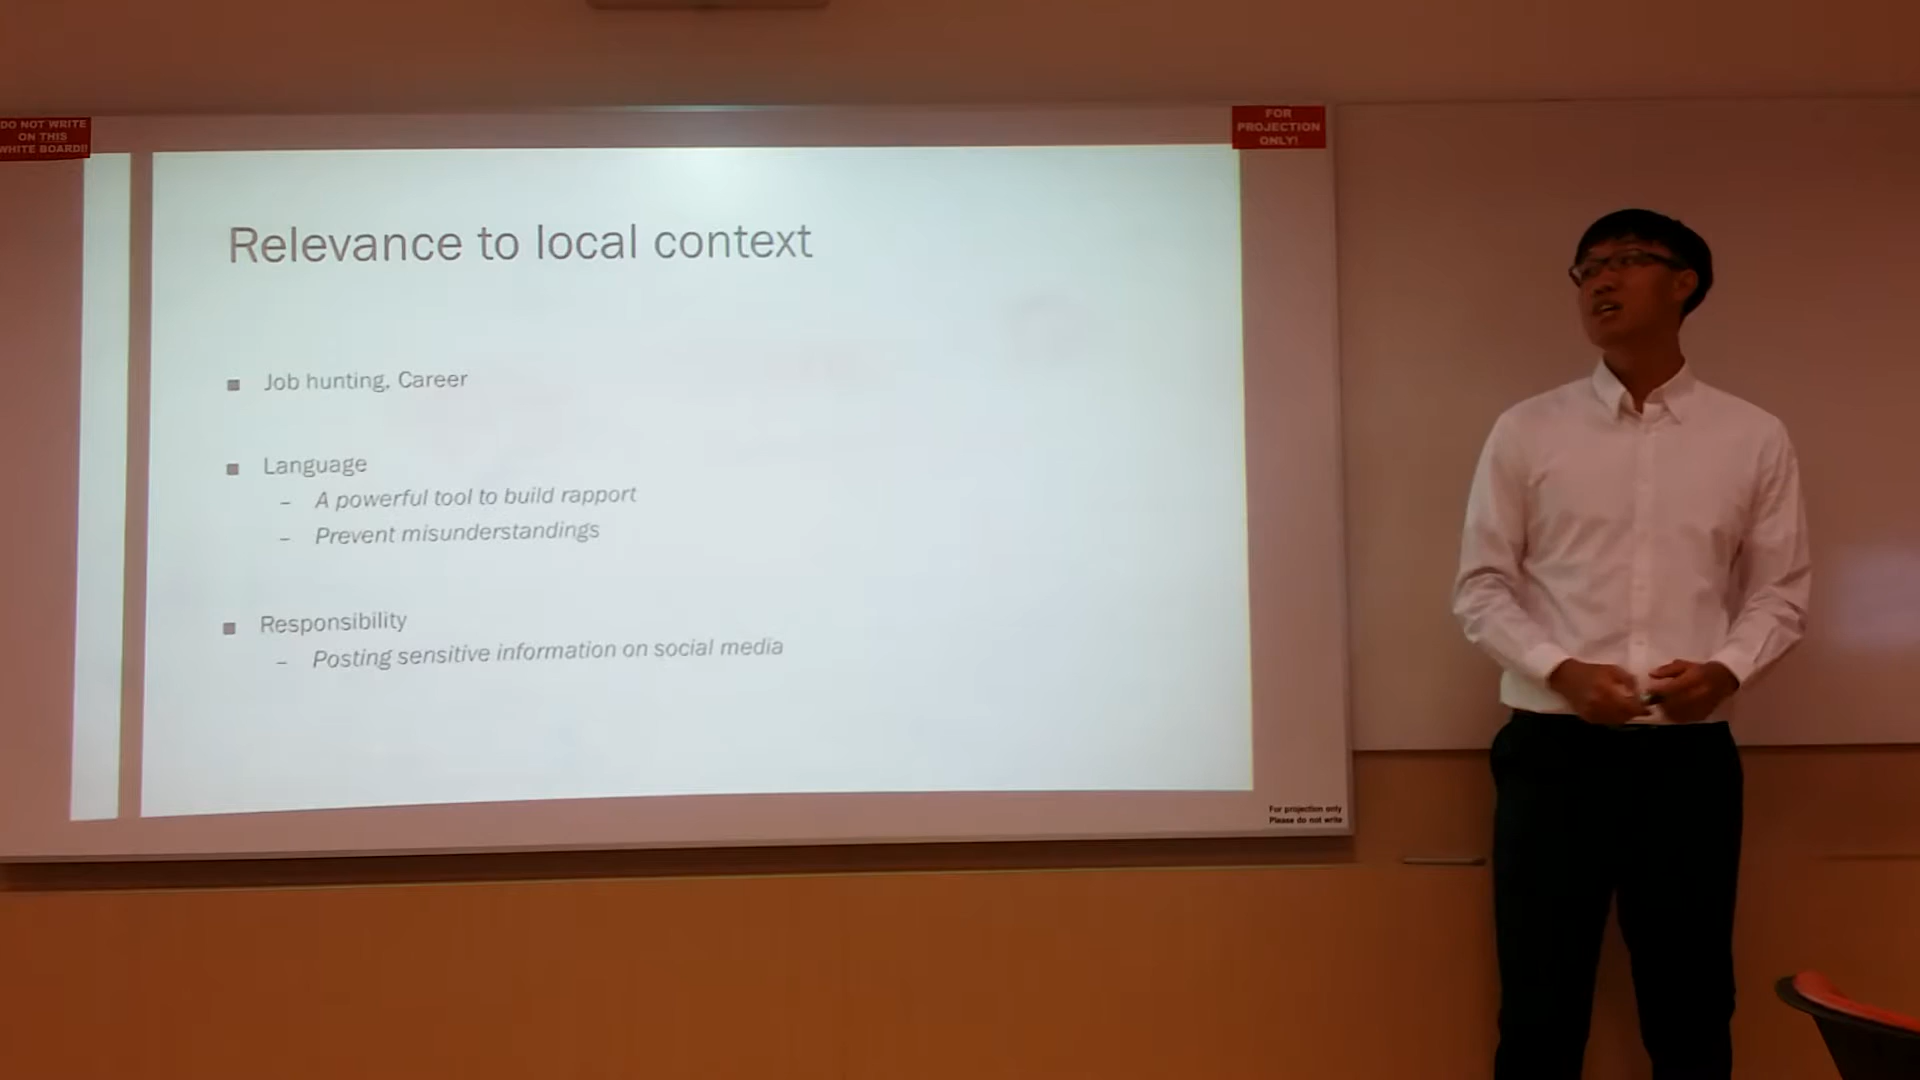 DO NOT WRITE
ON THIS
WHITE BOARD!!
FOR
PROJECTION
ONLY!
Relevance to local context
Job hunting, Career
Language
– A powerful tool to build rapport
– Prevent misunderstandings
Responsibility
– Posting sensitive information on social media
For projection only
Please do not write